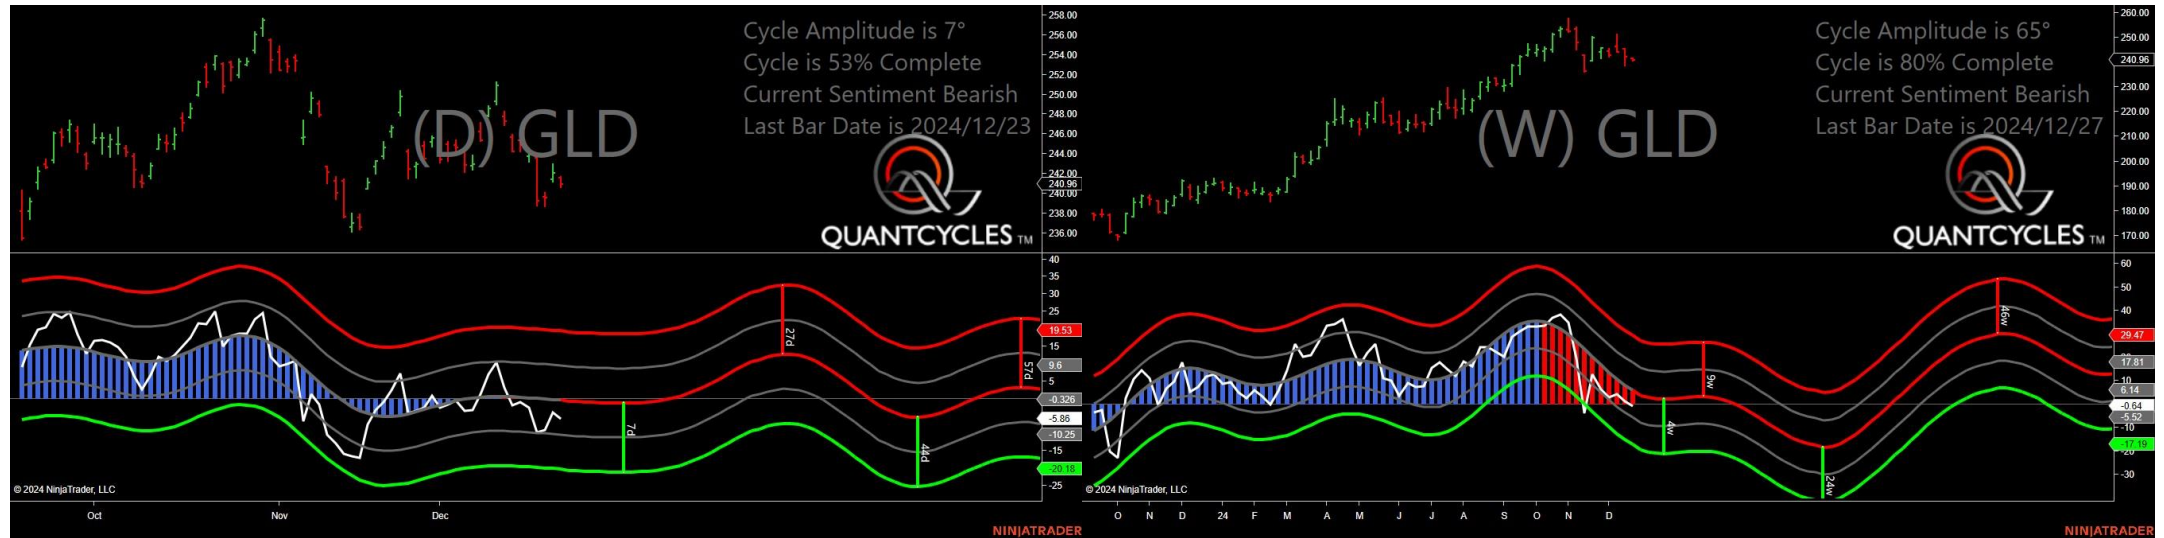 Cycle Amplitude is 7°
Cycle is 53% Complete
Current Sentiment Bearish
Last Bar Date is 2024/12/23
(D) GLD
QUANTCYCLES TM
258.00
256.00
254.00
252.00
250.00
248.00
246.00
244.00
242.00
240.96
240.00
238.00
236.00
40
35
30
25
19.53
15
9.6
5
-0.326
-5.86
-10.25
-15
-20.18
-25
27d
57d
7d
44d
© 2024 NinjaTrader, LLC
Oct Nov Dec
NINJATRADER
Cycle Amplitude is 65°
Cycle is 80% Complete
Current Sentiment Bearish
Last Bar Date is 2024/12/27
(W) GLD
QUANTCYCLES TM
260.00
250.00
240.96
230.00
220.00
210.00
200.00
190.00
180.00
170.00
60
50
40
29.47
17.81
10
6.14
-0.64
-5.52
-10
-17.19
-20
-30
46w
9w
4w
24w
© 2024 NinjaTrader, LLC
O N D 24 F M A M J J A S O N D
NINJATRADER